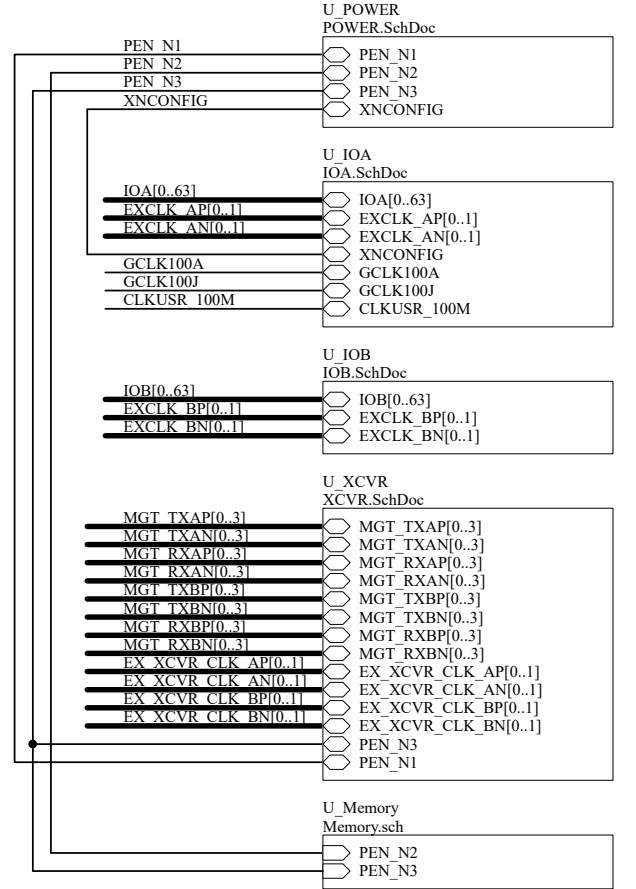 U_POWER
POWER.SchDoc
PEN_N1
PEN_N1
PEN_N2
PEN_N2
PEN_N3
PEN_N3
XNCONFIG
XNCONFIG
U_IOA
IOA.SchDoc
IOA[0..63]
IOA[0..63]
EXCLK_AP[0..1]
EXCLK_AP[0..1]
EXCLK_AN[0..1]
EXCLK_AN[0..1]
XNCONFIG
GCLK100A
GCLK100A
GCLK100J
GCLK100J
CLKUSR_100M
CLKUSR_100M
U_IOB
IOB.SchDoc
IOB[0..63]
IOB[0..63]
EXCLK_BP[0..1]
EXCLK_BP[0..1]
EXCLK_BN[0..1]
EXCLK_BN[0..1]
U_XCVR
XCVR.SchDoc
MGT_TXAP[0..3]
MGT_TXAP[0..3]
MGT_TXAN[0..3]
MGT_TXAN[0..3]
MGT_RXAP[0..3]
MGT_RXAP[0..3]
MGT_RXAN[0..3]
MGT_RXAN[0..3]
MGT_TXBP[0..3]
MGT_TXBP[0..3]
MGT_TXBN[0..3]
MGT_TXBN[0..3]
MGT_RXBP[0..3]
MGT_RXBP[0..3]
MGT_RXBN[0..3]
MGT_RXBN[0..3]
EX_XCVR_CLK_AP[0..1]
EX_XCVR_CLK_AP[0..1]
EX_XCVR_CLK_AN[0..1]
EX_XCVR_CLK_AN[0..1]
EX_XCVR_CLK_BP[0..1]
EX_XCVR_CLK_BP[0..1]
EX_XCVR_CLK_BN[0..1]
EX_XCVR_CLK_BN[0..1]
PEN_N3
PEN_N1
U_Memory
Memory.sch
PEN_N2
PEN_N3